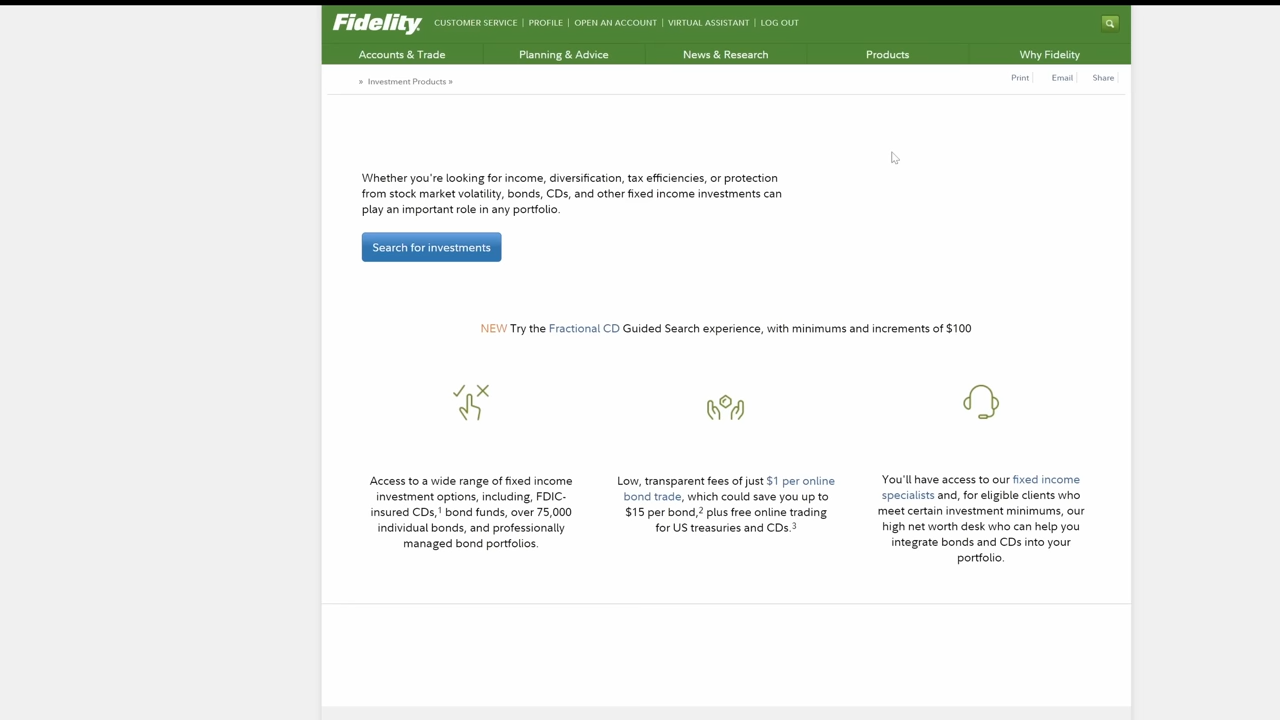 Fidelity
CUSTOMER SERVICE | PROFILE | OPEN AN ACCOUNT | VIRTUAL ASSISTANT | LOG OUT
Accounts & Trade Planning & Advice News & Research Products Why Fidelity
» Investment Products » Print Email Share
Whether you're looking for income, diversification, tax efficiencies, or protection
from stock market volatility, bonds, CDs, and other fixed income investments can
play an important role in any portfolio.
Search for investments
NEW Try the Fractional CD Guided Search experience, with minimums and increments of $100
Access to a wide range of fixed income
investment options, including, FDIC-
insured CDs,¹ bond funds, over 75,000
individual bonds, and professionally
managed bond portfolios.
Low, transparent fees of just $1 per online
bond trade, which could save you up to
$15 per bond,² plus free online trading
for US treasuries and CDs.³
You'll have access to our fixed income
specialists and, for eligible clients who
meet certain investment minimums, our
high net worth desk who can help you
integrate bonds and CDs into your
portfolio.